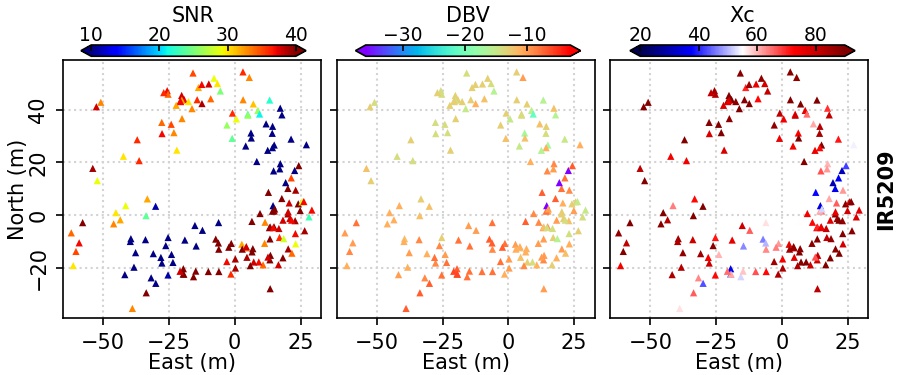 SNR DBV Xc
10 20 30 40 −30 −20 −10 20 40 60 80
40
20
0
−20
North (m)
IR5209
−50 −25 0 25 −50 −25 0 25 −50 −25 0 25
East (m) East (m) East (m)